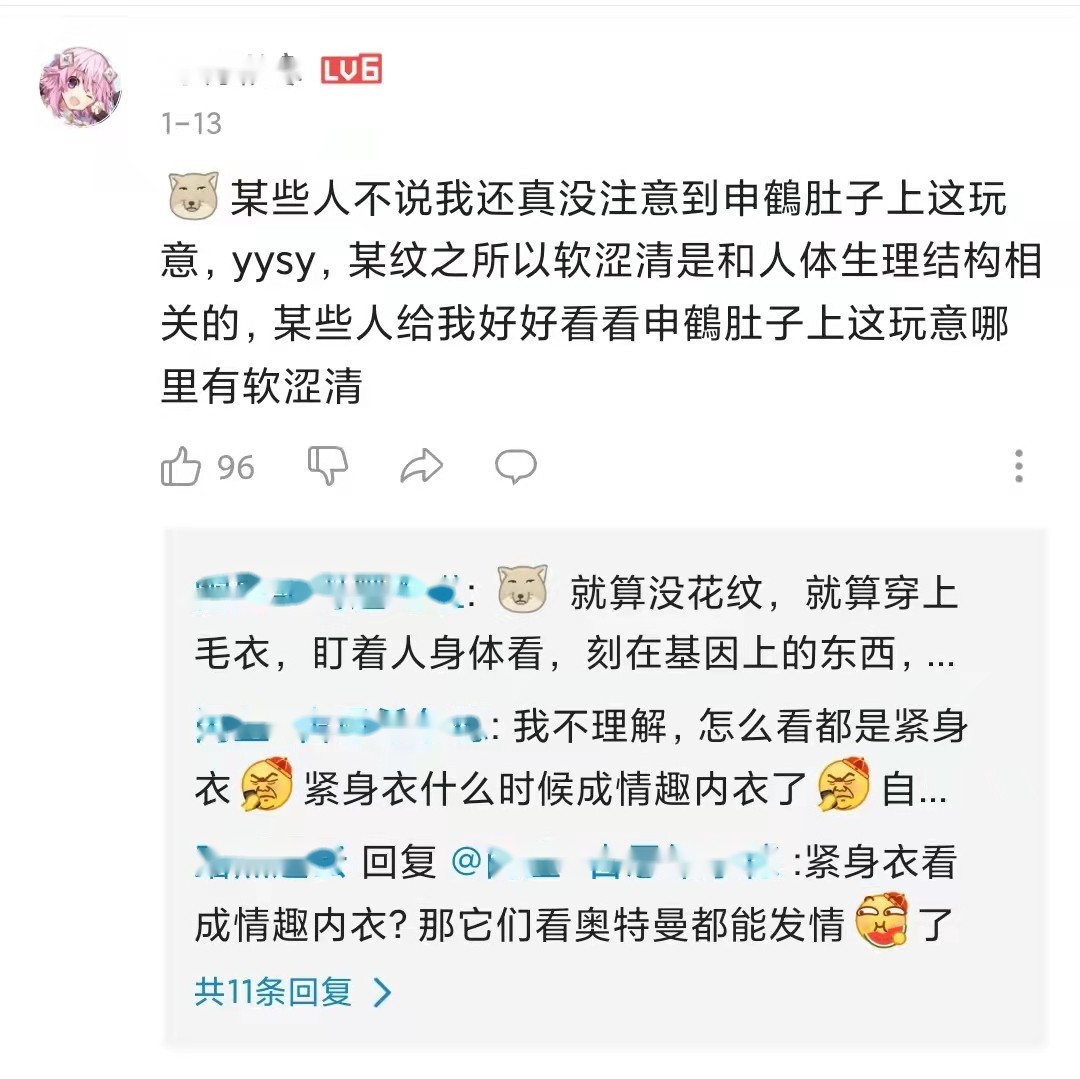 LV6
1-13
某些人不说我还真没注意到申鶴肚子上这玩
意，yysy，某纹之所以软涩清是和人体生理结构相
关的，某些人给我好好看看申鶴肚子上这玩意哪
里有软涩清
96
: 就算没花纹，就算穿上
毛衣，盯着人身体看，刻在基因上的东西，...
: 我不理解，怎么看都是紧身
衣 紧身衣什么时候成情趣内衣了 自...
回复 @ :紧身衣看
成情趣内衣？那它们看奥特曼都能发情 了
共11条回复